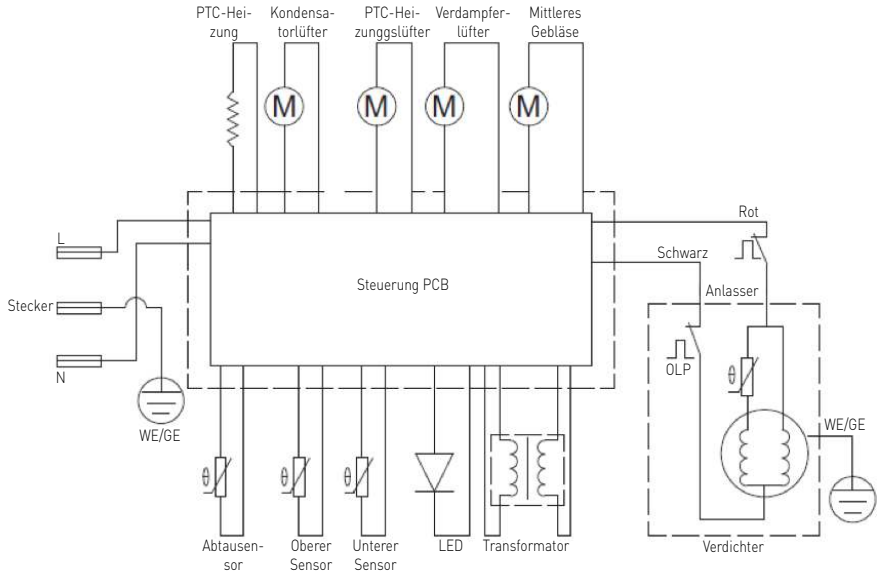 PTC-Hei-
zung
Kondensa-
torlüfter
PTC-Hei-
zunggslüfter
Verdampfer-
lüfter
Mittleres
Gebläse
M
M
M
M
Rot
L
Schwarz
Steuerung PCB
Anlasser
Stecker
OLP
θ
N
WE/GE
WE/GE
θ
θ
θ
Abtausen-
sor
Oberer
Sensor
Unterer
Sensor
LED
Transformator
Verdichter